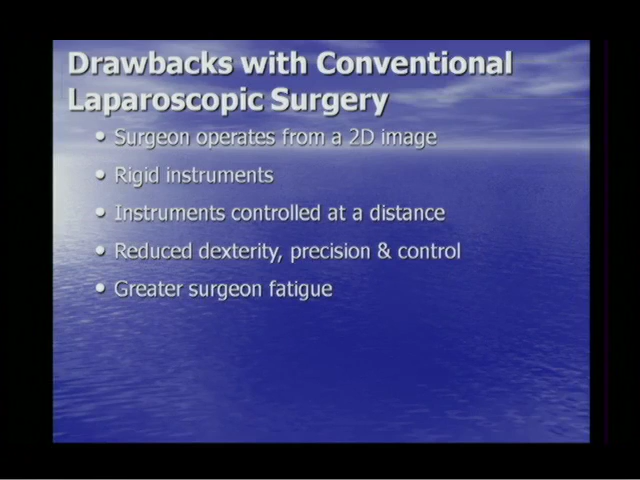 Drawbacks with Conventional
Laparoscopic Surgery
• Surgeon operates from a 2D image
• Rigid instruments
• Instruments controlled at a distance
• Reduced dexterity, precision & control
• Greater surgeon fatigue